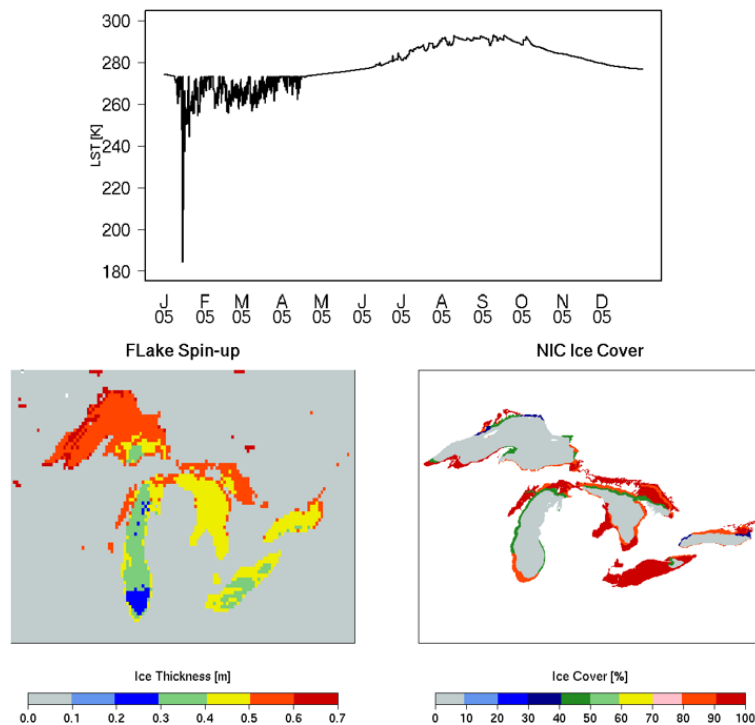 300
280
260
LST [K]
240
220
200
180
J F M A M J J A S O N D
05 05 05 05 05 05 05 05 05 05 05 05
FLake Spin-up
NIC Ice Cover
Ice Thickness [m]
0.0 0.1 0.2 0.3 0.4 0.5 0.6 0.7
Ice Cover [%]
0 10 20 30 40 50 60 70 80 90 100